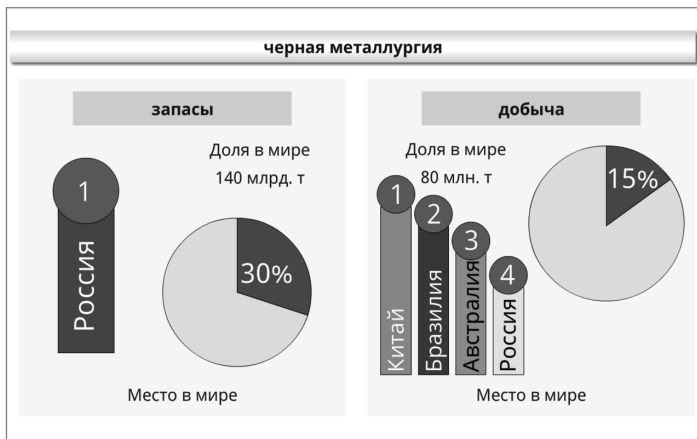 черная металлургия
запасы
Доля в мире
140 млрд. т
1
Россия
30%
Место в мире
добыча
Доля в мире
80 млн. т
1
Китай
2
Бразилия
3
Австралия
4
Россия
15%
Место в мире